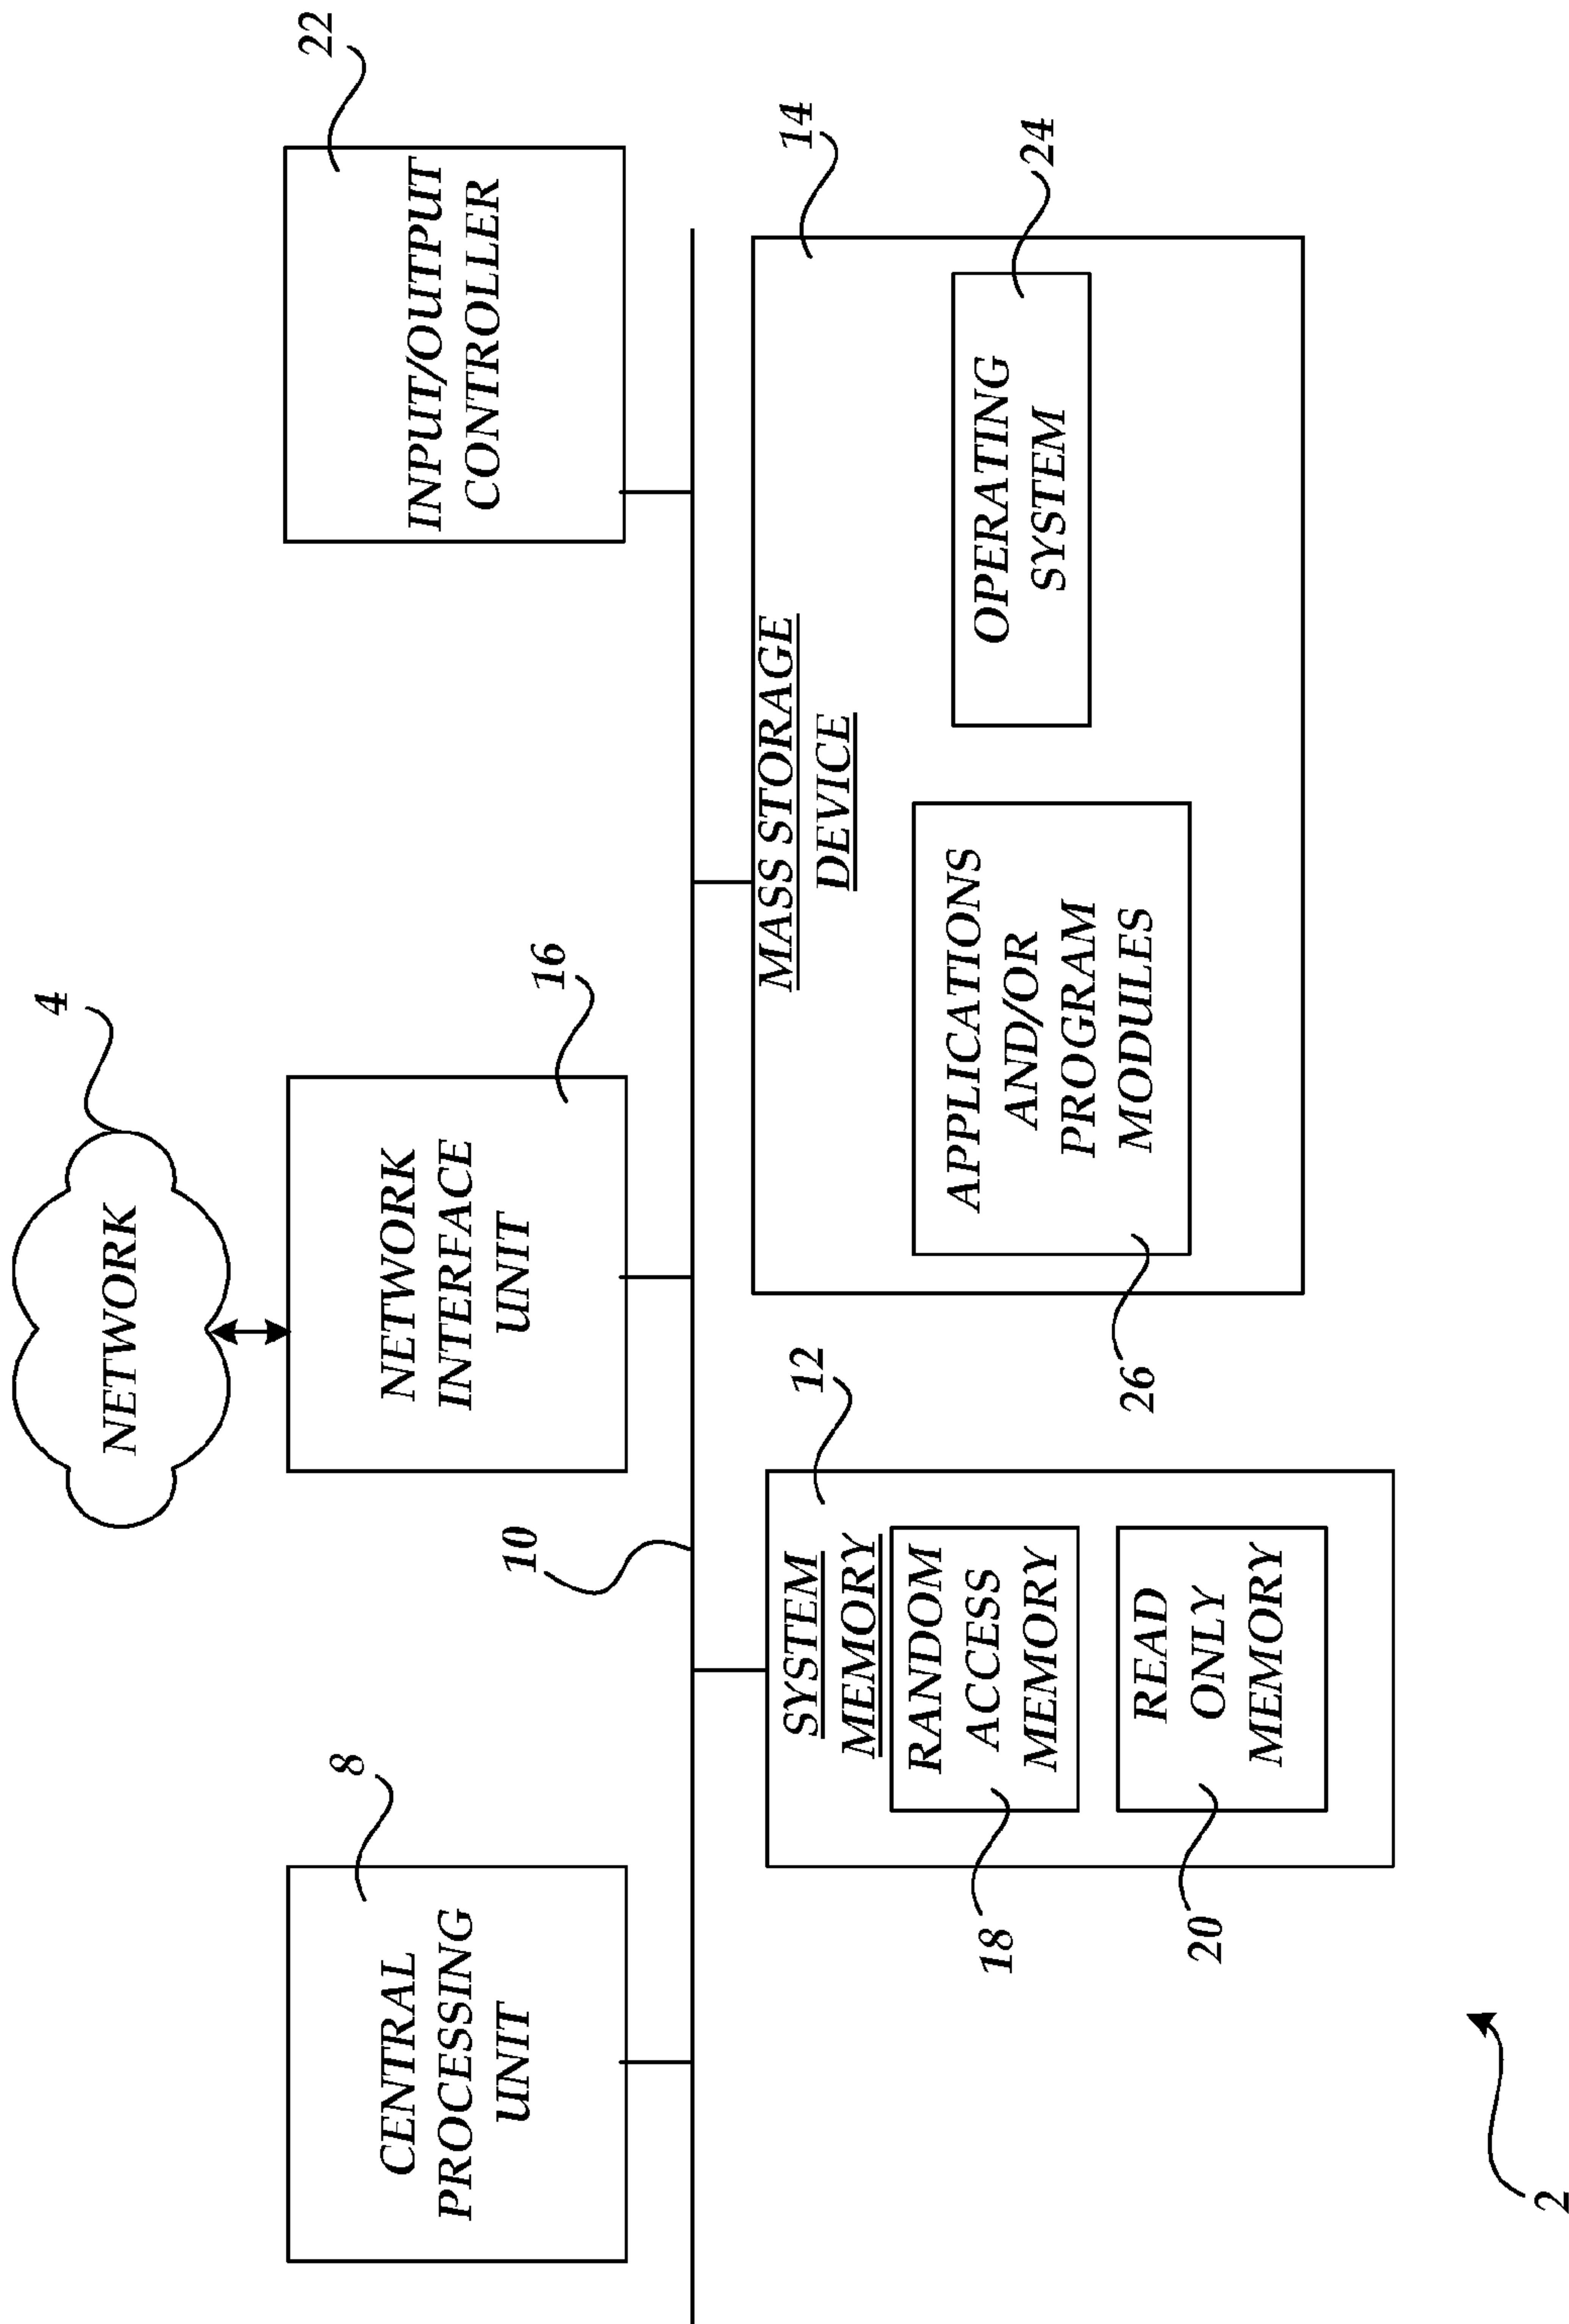 NETWORK
4
CENTRAL
PROCESSING
UNIT
8
NETWORK
INTERFACE
UNIT
16
INPUT/OUTPUT
CONTROLLER
22
10
SYSTEM
MEMORY
12
RANDOM
ACCESS
MEMORY
18
READ
ONLY
MEMORY
20
MASS STORAGE
DEVICE
14
APPLICATIONS
AND/OR
PROGRAM
MODULES
26
OPERATING
SYSTEM
24
2